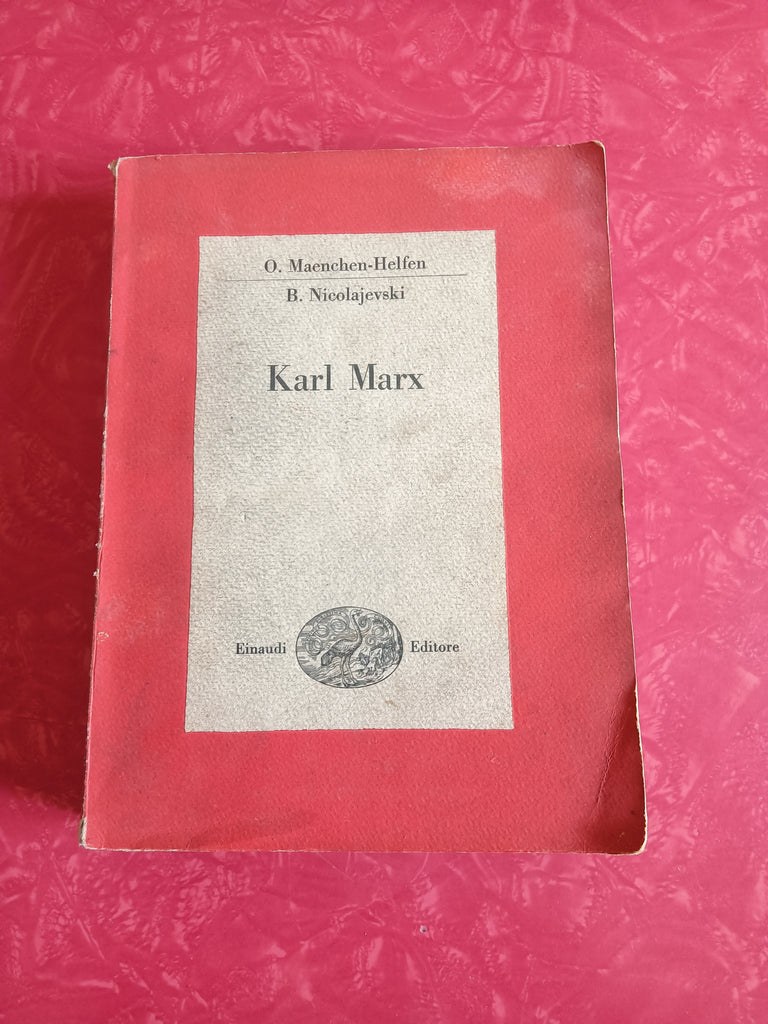 O. Maenchen-Helfen
B. Nicolajevski
Karl Marx
Einaudi Editore